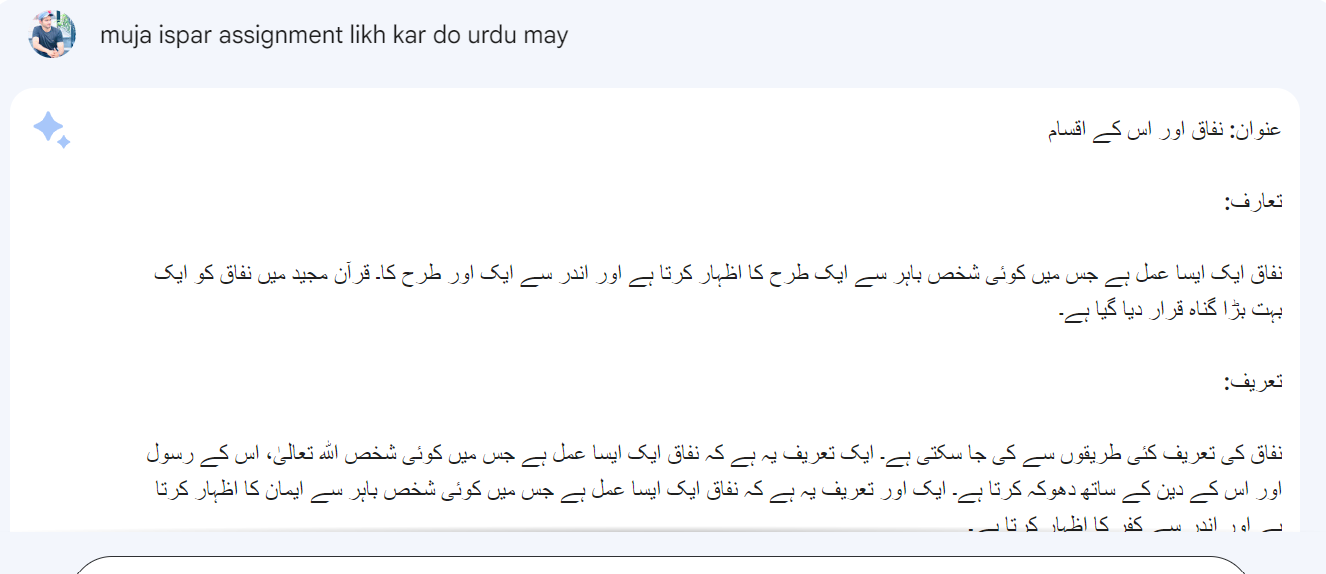 muja ispar assignment likh kar do urdu may
عنوان: نفاق اور اس کے اقسام
تعارف:
نفاق ایک ایسا عمل ہے جس میں کوئی شخص باہر سے ایک طرح کا اظہار کرتا ہے اور اندر سے ایک اور طرح کا۔ قرآن مجید میں نفاق کو ایک
بہت بڑا گناہ قرار دیا گیا ہے۔
تعریف:
نفاق کی تعریف کئی طریقوں سے کی جا سکتی ہے۔ ایک تعریف یہ ہے کہ نفاق ایک ایسا عمل ہے جس میں کوئی شخص اللہ تعالیٰ، اس کے رسول
اور اس کے دین کے ساتھ دھوکہ کرتا ہے۔ ایک اور تعریف یہ ہے کہ نفاق ایک ایسا عمل ہے جس میں کوئی شخص باہر سے ایمان کا اظہار کرتا
ہے اور اندر سے کفر کا اظہار کرتا ہے۔